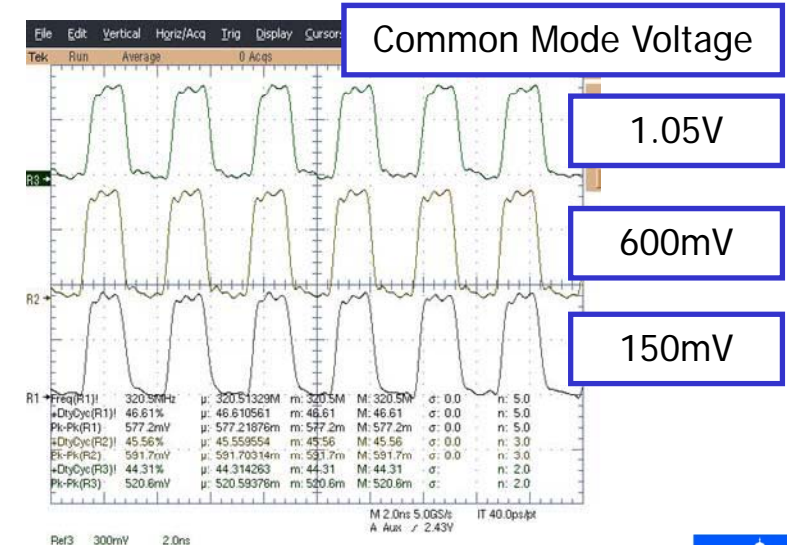 File Edit Vertical Horiz/Acq Trig Display Cursors
Common Mode Voltage
Tek Run Average 0 Acqs
1.05V
R3
600mV
R2
150mV
R1
Freq(R1)! 320.5MHz µ: 320.51329M m: 320.5M M: 320.5M σ: 0.0 n: 5.0
+DtyCyc(R1)! 46.61% µ: 46.610561 m: 46.61 M: 46.61 σ: 0.0 n: 5.0
Pk-Pk(R1) 577.2mV µ: 577.21876m m: 577.2m M: 577.2m σ: 0.0 n: 5.0
+DtyCyc(R2)! 45.56% µ: 45.559554 m: 45.56 M: 45.56 σ: 0.0 n: 3.0
Pk-Pk(R2) 591.7mV µ: 591.70314m m: 591.7m M: 591.7m σ: 0.0 n: 3.0
+DtyCyc(R3)! 44.31% µ: 44.314263 m: 44.31 M: 44.31 σ: n: 2.0
Pk-Pk(R3) 520.6mV µ: 520.59376m m: 520.6m M: 520.6m σ: n: 2.0
M 2.0ns 5.0GS/s IT 40.0ps/pt
A Aux / 2.43V
Ref3 300mV 2.0ns